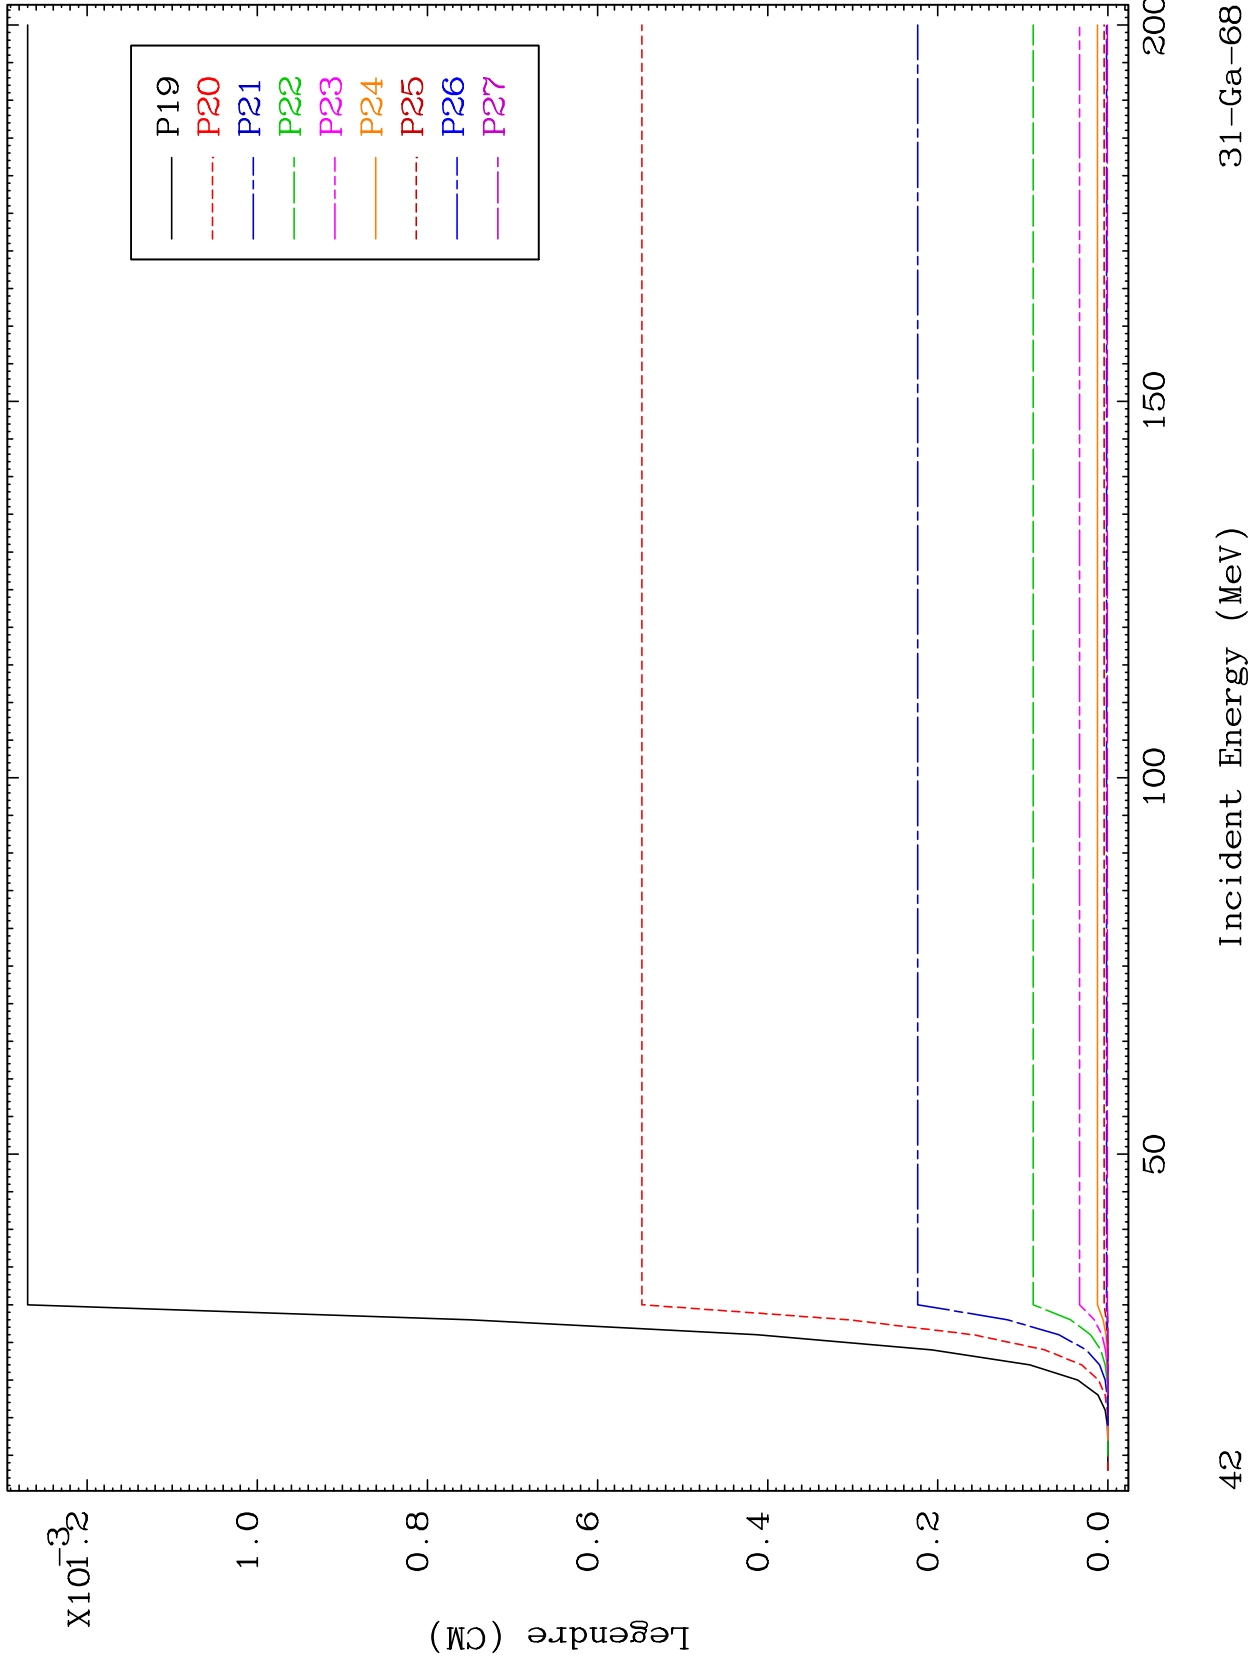 X10-3
1.2
1.0
0.8
0.6
0.4
0.2
0.0
Legendre (CM)
P19
P20
P21
P22
P23
P24
P25
P26
P27
50
100
150
200
Incident Energy (MeV)
42
31-Ga-68